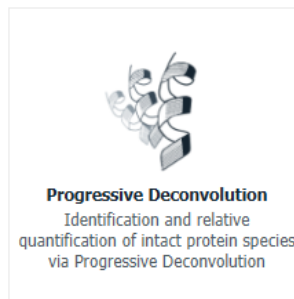 Progressive Deconvolution
Identification and relative
quantification of intact protein species
via Progressive Deconvolution